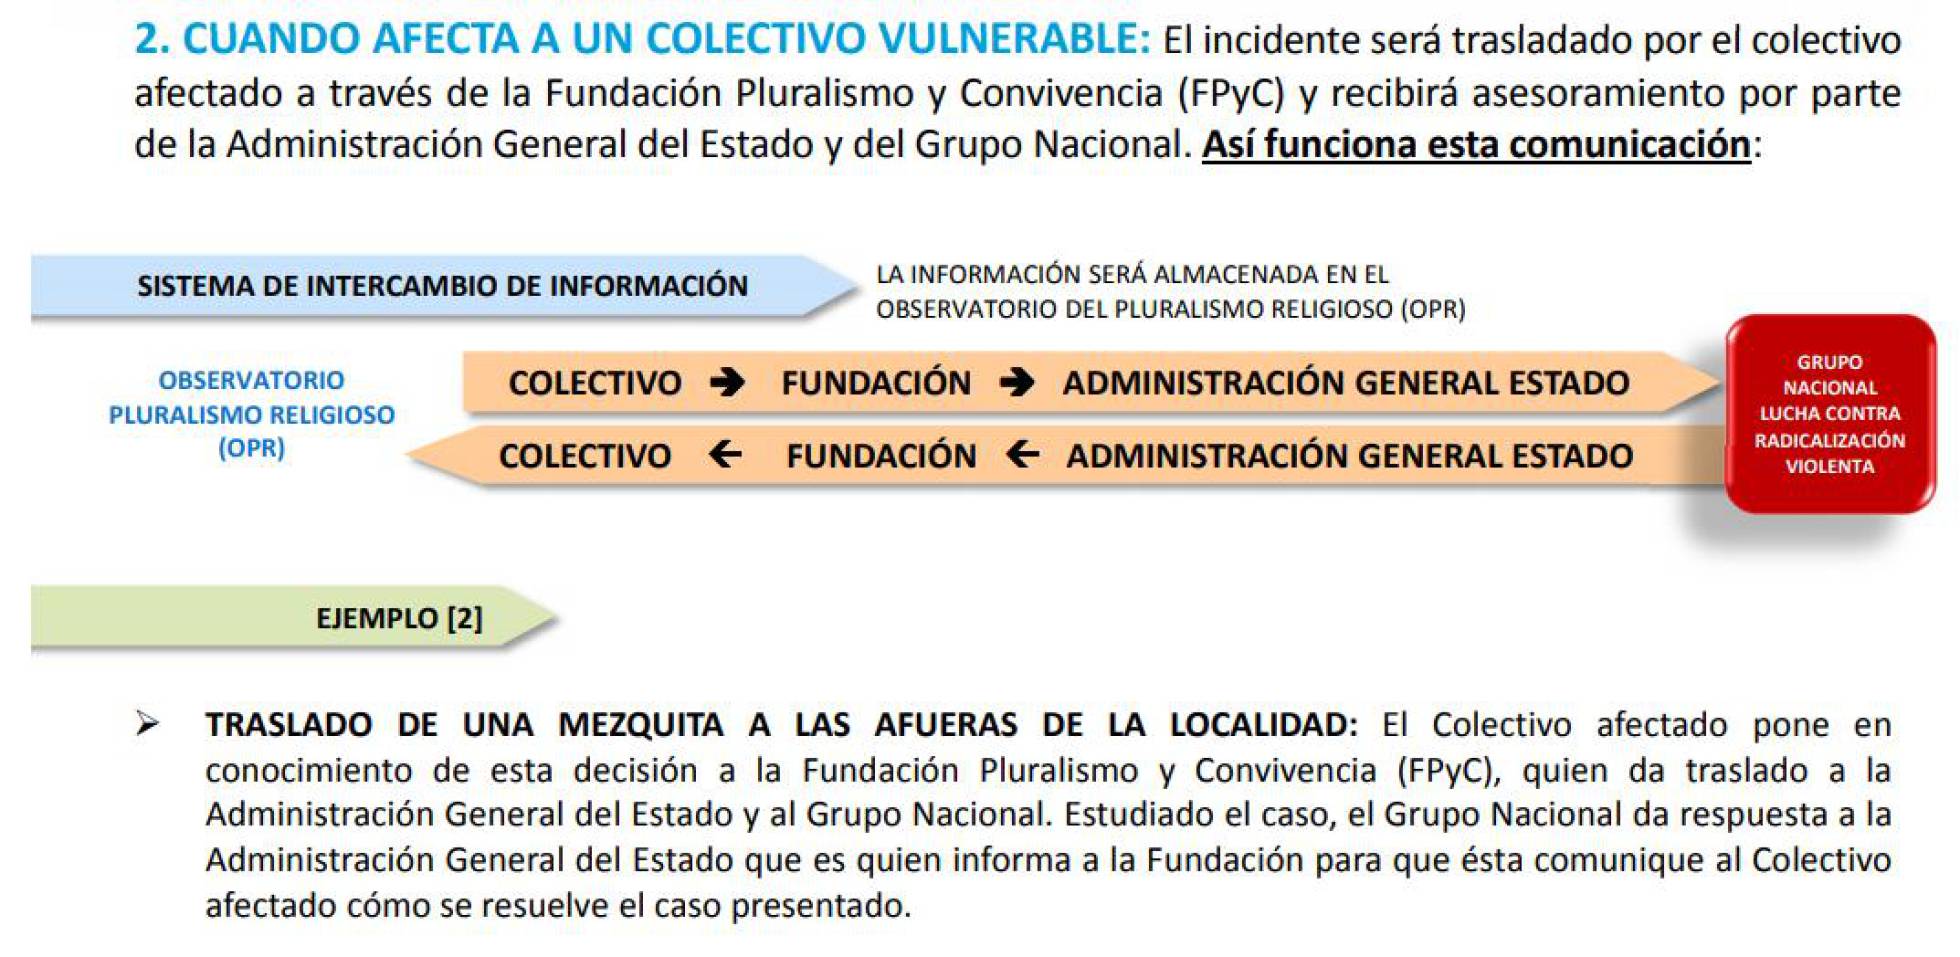 2. CUANDO AFECTA A UN COLECTIVO VULNERABLE: El incidente será trasladado por el colectivo
afectado a través de la Fundación Pluralismo y Convivencia (FPyC) y recibirá asesoramiento por parte
de la Administración General del Estado y del Grupo Nacional. Así funciona esta comunicación:
SISTEMA DE INTERCAMBIO DE INFORMACIÓN
LA INFORMACIÓN SERÁ ALMACENADA EN EL
OBSERVATORIO DEL PLURALISMO RELIGIOSO (OPR)
OBSERVATORIO
PLURALISMO RELIGIOSO
(OPR)
COLECTIVO → FUNDACIÓN → ADMINISTRACIÓN GENERAL ESTADO
COLECTIVO ← FUNDACIÓN ← ADMINISTRACIÓN GENERAL ESTADO
GRUPO
NACIONAL
LUCHA CONTRA
RADICALIZACIÓN
VIOLENTA
EJEMPLO [2]
➢ TRASLADO DE UNA MEZQUITA A LAS AFUERAS DE LA LOCALIDAD: El Colectivo afectado pone en
conocimiento de esta decisión a la Fundación Pluralismo y Convivencia (FPyC), quien da traslado a la
Administración General del Estado y al Grupo Nacional. Estudiado el caso, el Grupo Nacional da respuesta a la
Administración General del Estado que es quien informa a la Fundación para que ésta comunique al Colectivo
afectado cómo se resuelve el caso presentado.